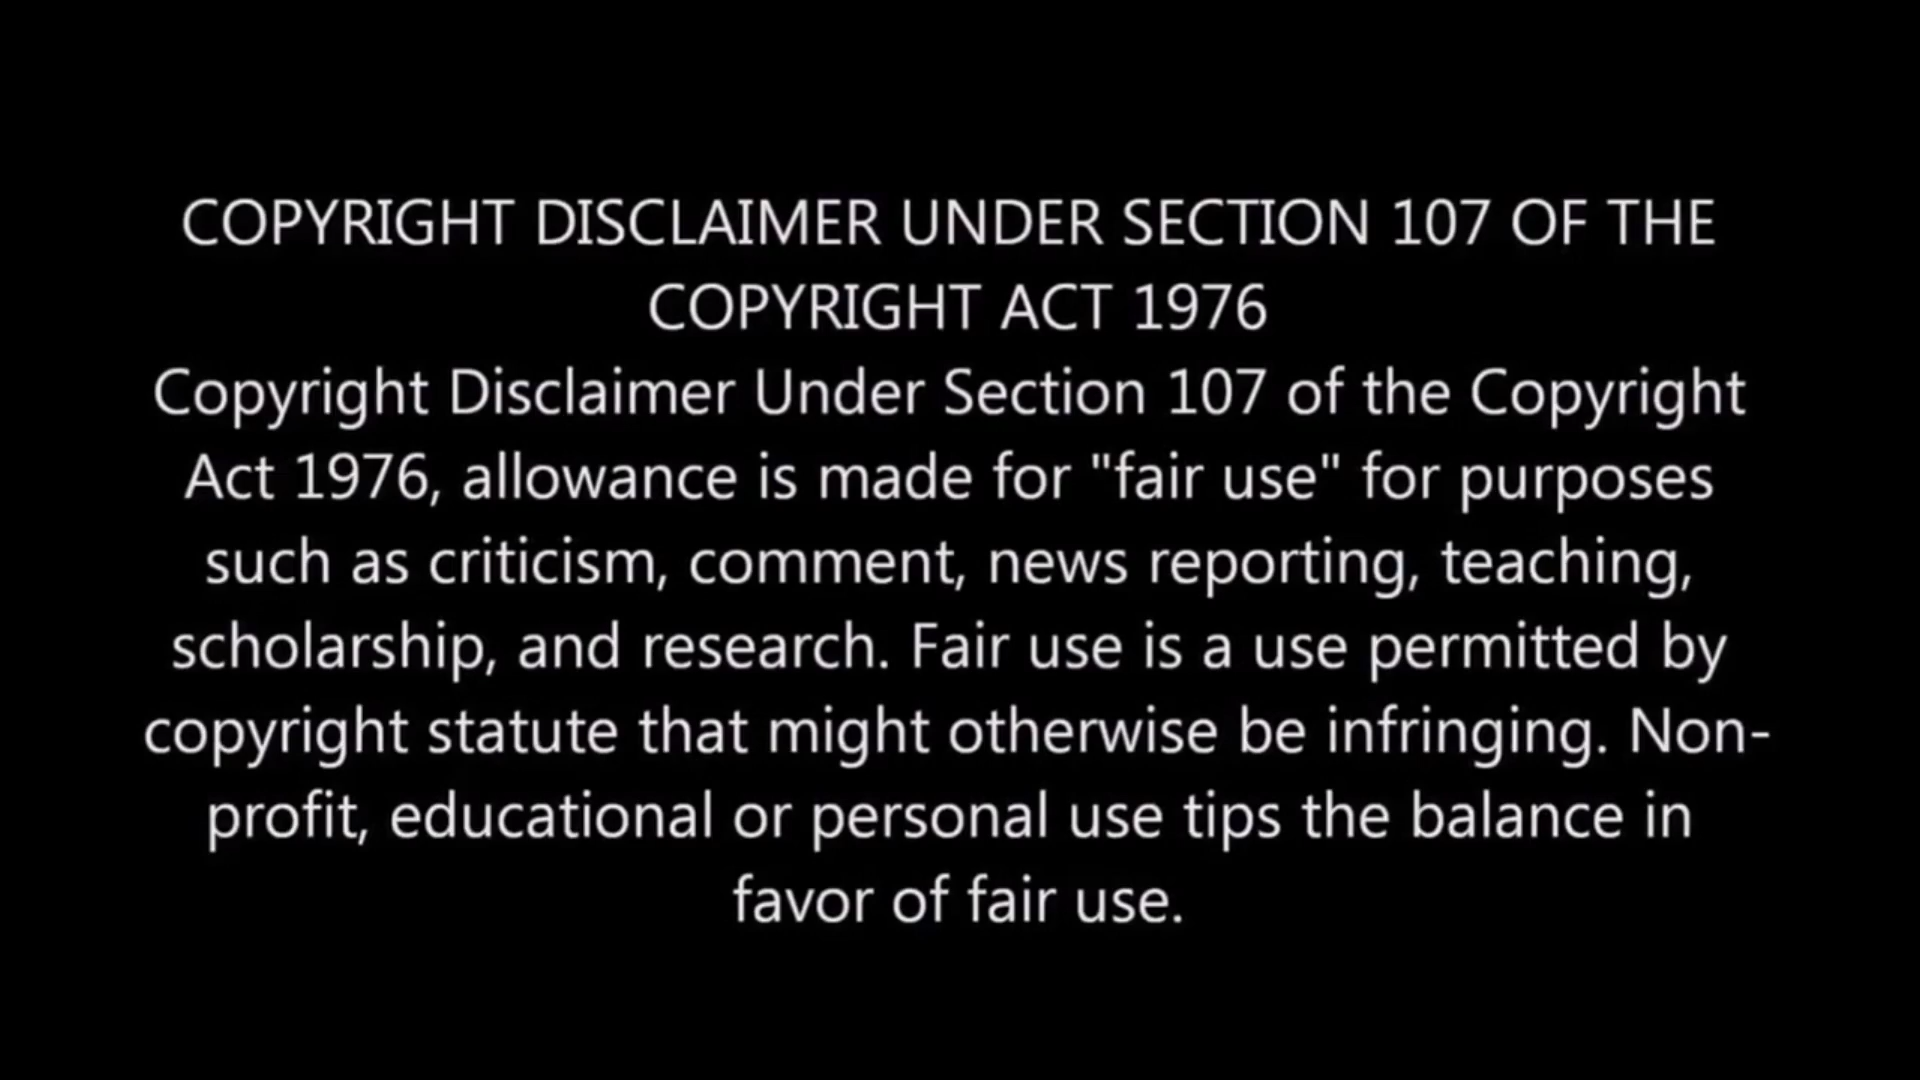 COPYRIGHT DISCLAIMER UNDER SECTION 107 OF THE
COPYRIGHT ACT 1976
Copyright Disclaimer Under Section 107 of the Copyright
Act 1976, allowance is made for "fair use" for purposes
such as criticism, comment, news reporting, teaching,
scholarship, and research. Fair use is a use permitted by
copyright statute that might otherwise be infringing. Non-
profit, educational or personal use tips the balance in
favor of fair use.